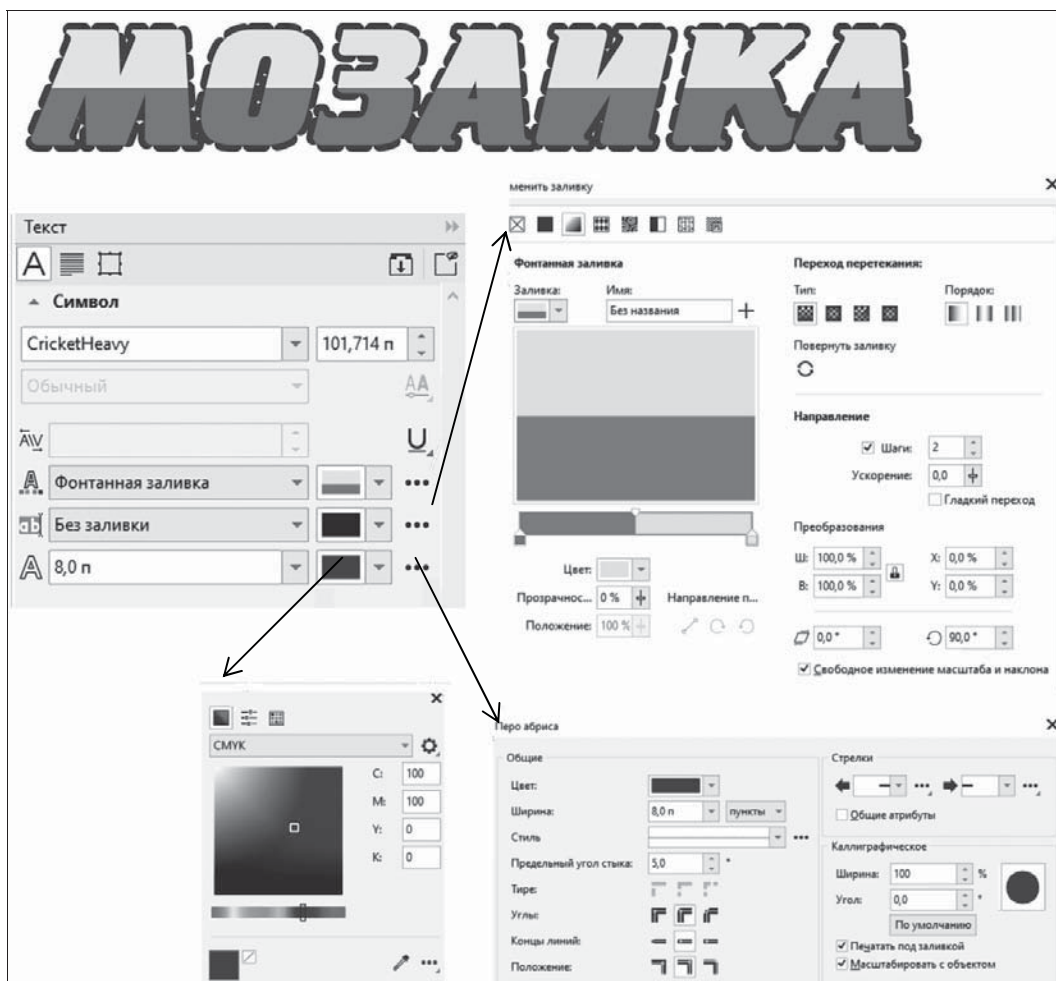 МОЗАИКА
Текст
Символ
CricketHeavy 101,714 п
Обычный
Фонтанная заливка
Без заливки
8,0 п
менить заливку
Фонтанная заливка
Заливка: Имя:
Без названия
Цвет:
Прозрачнос... 0 % Направление п...
Положение: 100 %
Переход перетекания:
Тип: Порядок:
Повернуть заливку
Направление
Шаги: 2
Ускорение: 0,0
Гладкий переход
Преобразования
Ш: 100,0 % X: 0,0 %
В: 100,0 % Y: 0,0 %
0,0 ° 90,0 °
Свободное изменение масштаба и наклона
CMYK
C: 100
M: 100
Y: 0
K: 0
Перо абриса
Общие
Цвет:
Ширина: 8,0 п пункты
Стиль
Предельный угол стыка: 5,0 °
Тире:
Углы:
Концы линий:
Положение:
Стрелки
Общие атрибуты
Каллиграфическое
Ширина: 100 %
Угол: 0,0 °
По умолчанию
Печатать под заливкой
Масштабировать с объектом